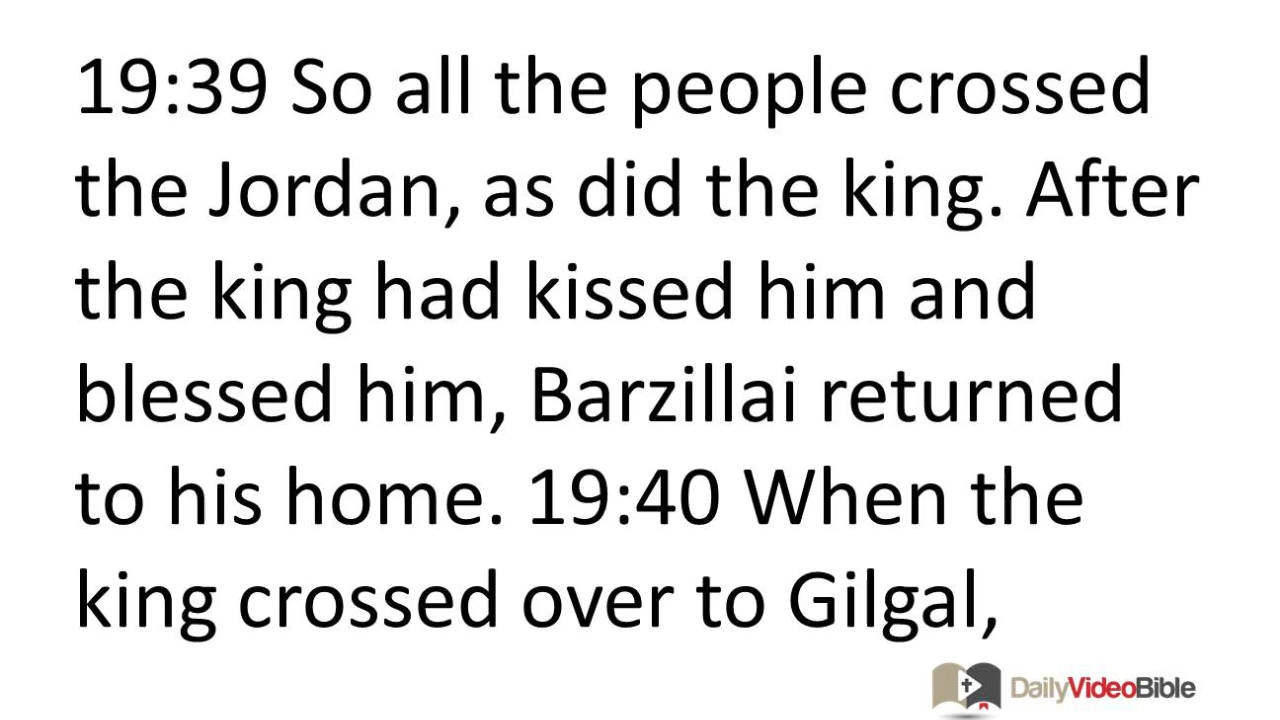 19:39 So all the people crossed
the Jordan, as did the king. After
the king had kissed him and
blessed him, Barzillai returned
to his home. 19:40 When the
king crossed over to Gilgal,
DailyVideoBible